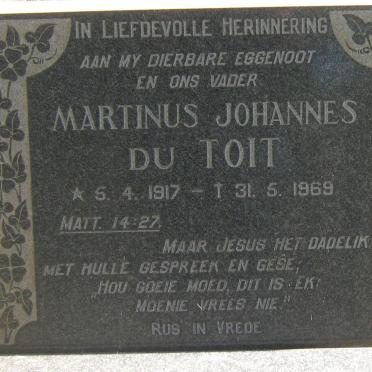 IN LIEFDEVOLLE HERINNERING
AAN MY DIERBARE EGGENOOT
EN ONS VADER
MARTINUS JOHANNES
DU TOIT
★ 5. 4. 1917 – † 31. 5. 1969
MATT. 14:27.
MAAR JESUS HET DADELIK
MET HULLE GESPREEK EN GESÊ;
„HOU GOEIE MOED, DIT IS EK!
MOENIE VREES NIE."
RUS IN VREDE